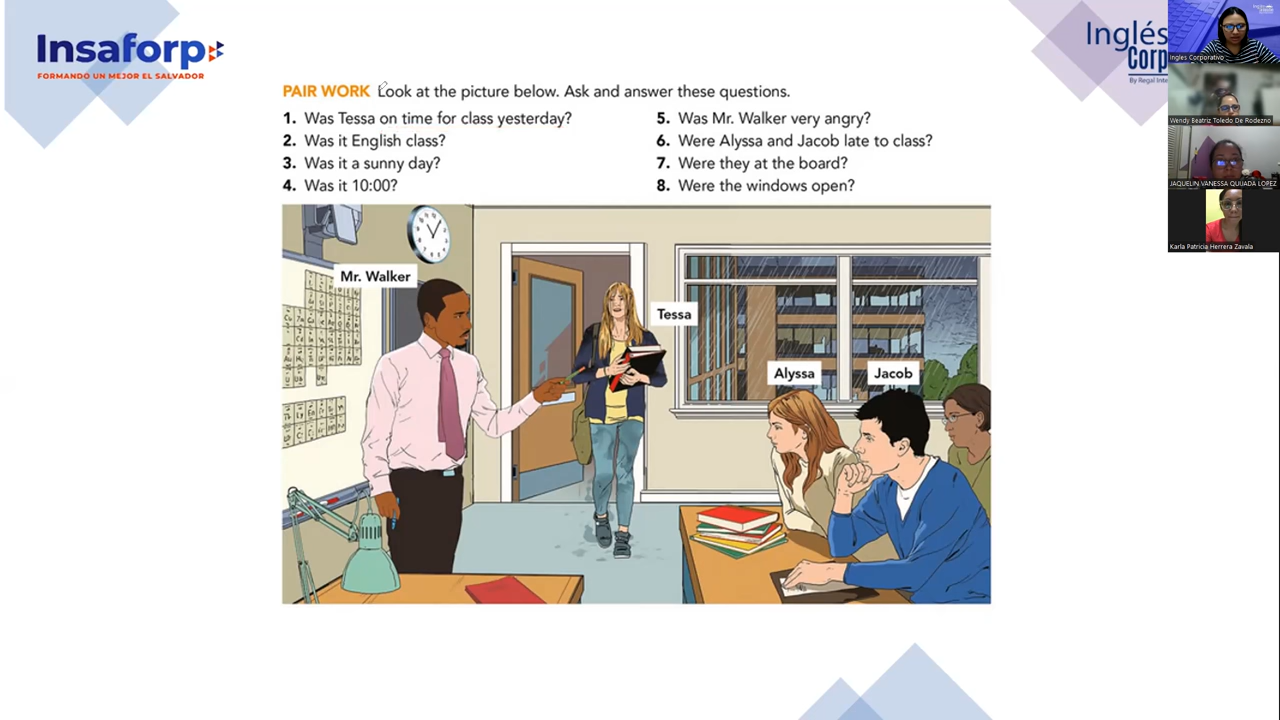 Insaforp
FORMANDO UN MEJOR EL SALVADOR
PAIR WORK Look at the picture below. Ask and answer these questions.
1. Was Tessa on time for class yesterday?
2. Was it English class?
3. Was it a sunny day?
4. Was it 10:00?
5. Was Mr. Walker very angry?
6. Were Alyssa and Jacob late to class?
7. Were they at the board?
8. Were the windows open?
Mr. Walker
Tessa
Alyssa
Jacob
Inglés
Corp
By Regal Inte
Ingles Corporativo
Wendy Beatriz Toledo De Rodezno
JAQUELIN VANESSA QUIJADA LOPEZ
Karla Patricia Herrera Zavala